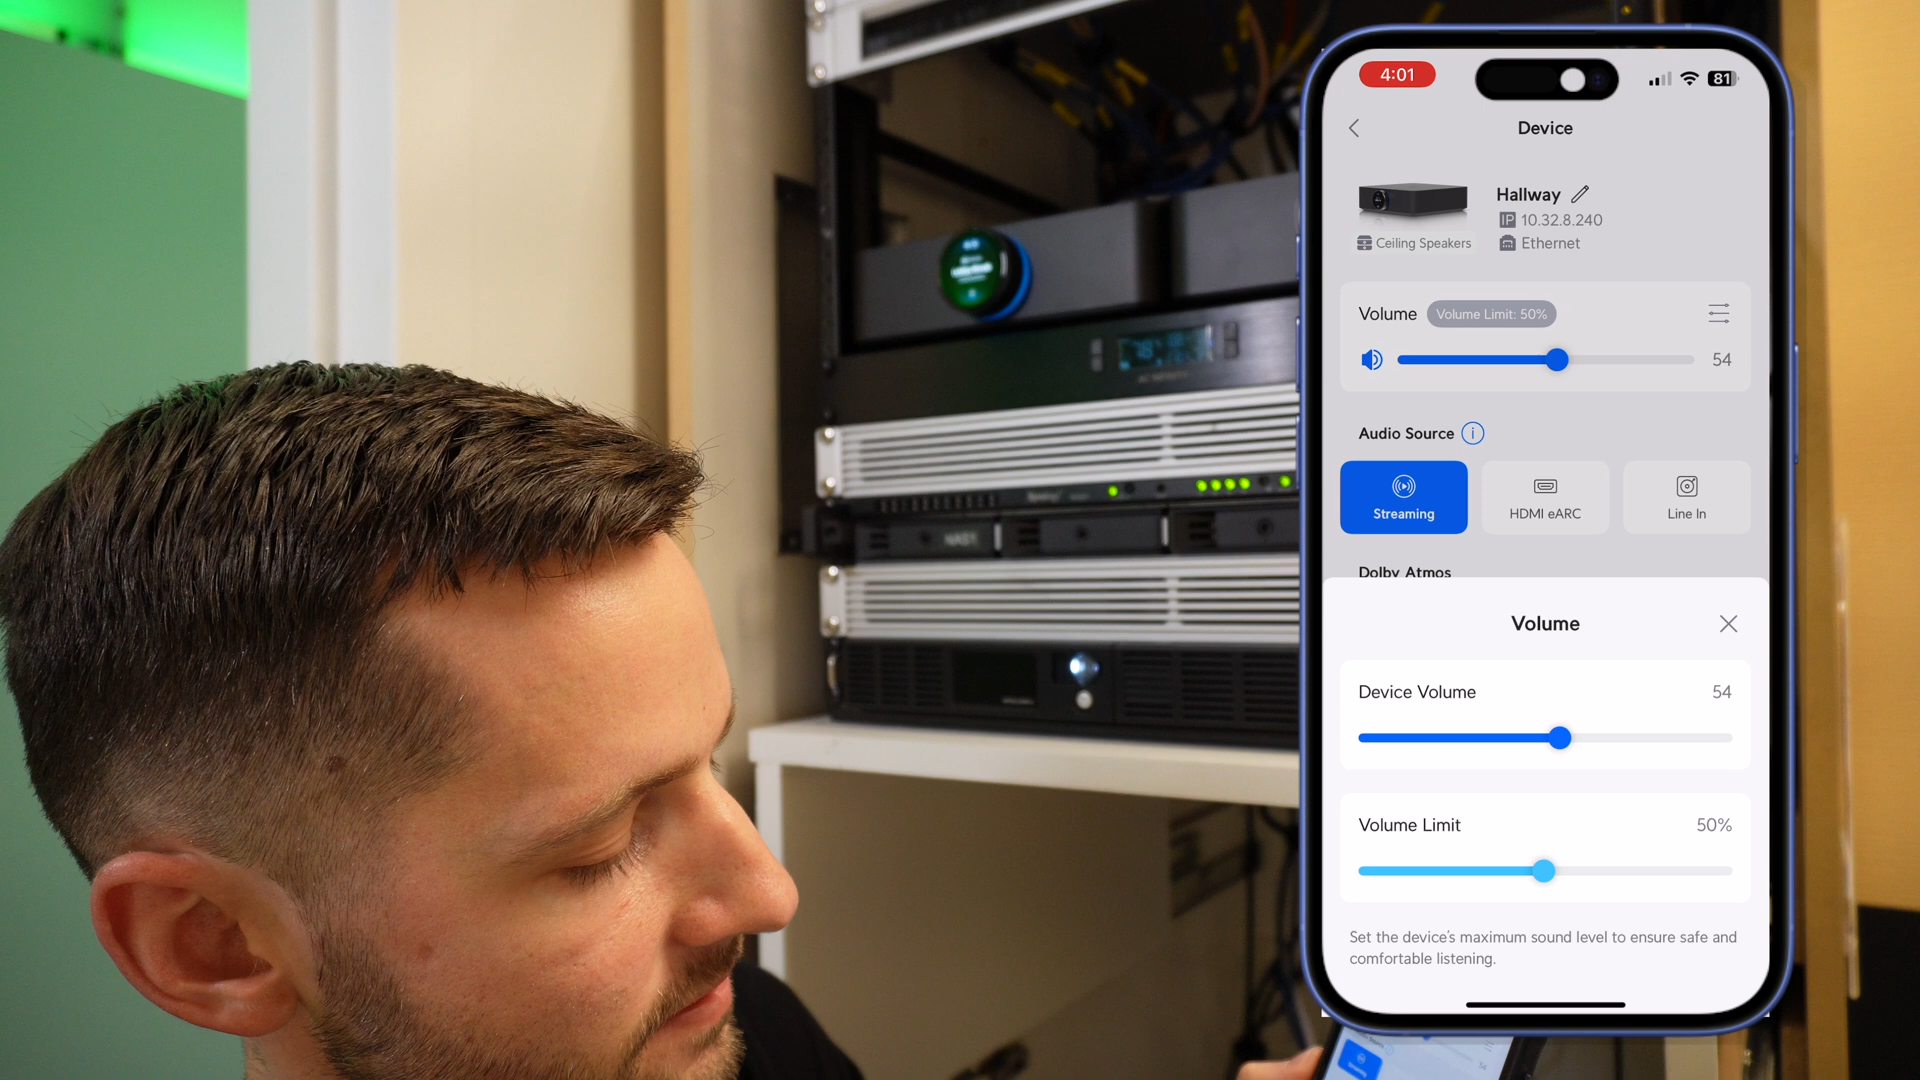 4:01
81
Device
Hallway
IP 10.32.8.240
Ceiling Speakers
Ethernet
Volume
Volume Limit: 50%
54
Audio Source
Streaming
HDMI eARC
Line In
Dolby Atmos
Volume
Device Volume
54
Volume Limit
50%
Set the device's maximum sound level to ensure safe and
comfortable listening.
NAS1